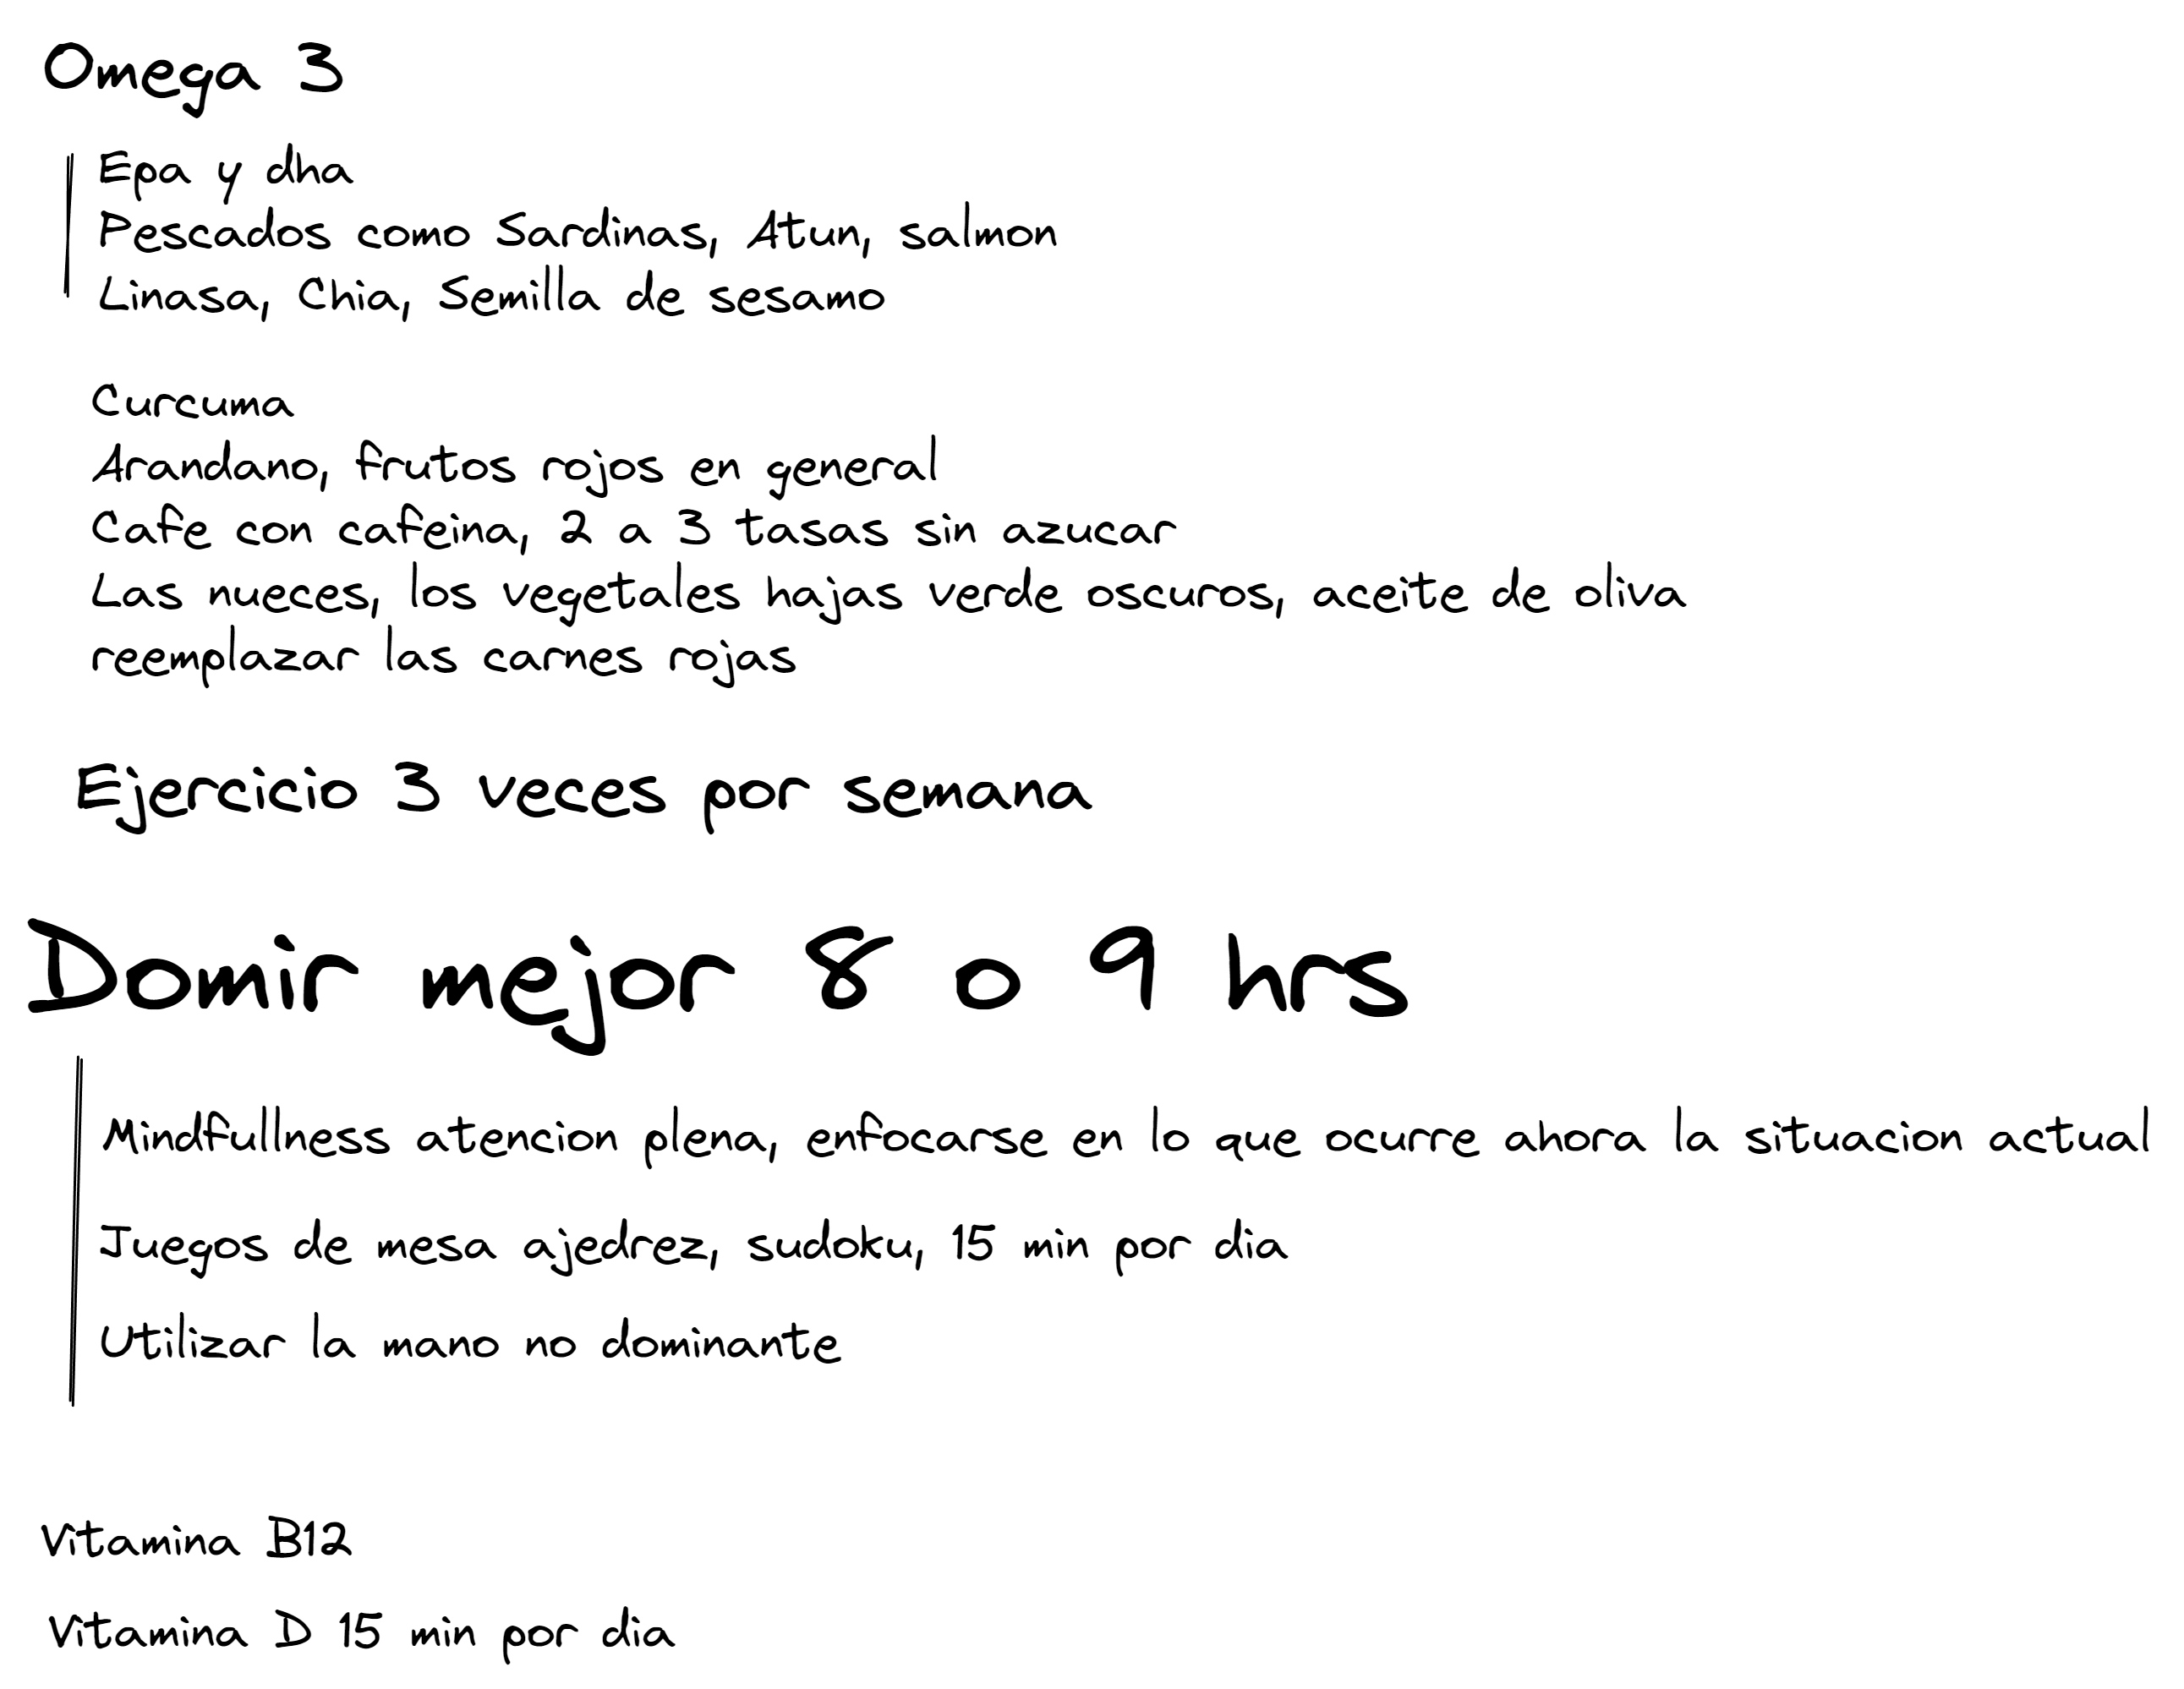 Omega 3
Epa y dha
Pescados como Sardinas, Atun, salmon
Linasa, Chia, Semilla de sesamo
Curcuma
Arandano, frutos rojos en general
Cafe con cafeina, 2 a 3 tasas sin azucar
Las nueces, los vegetales hajas verde oscuros, aceite de oliva
reemplazar las carnes rojas
Ejercicio 3 veces por semana
Domir mejor 8 o 9 hrs
Mindfullness atencion plena, enfocarse en lo que ocurre ahora la situacion actual
Juegos de mesa ajedrez, sudoku, 15 min por dia
Utilizar la mano no dominante
Vitamina B12
Vitamina D 15 min por dia